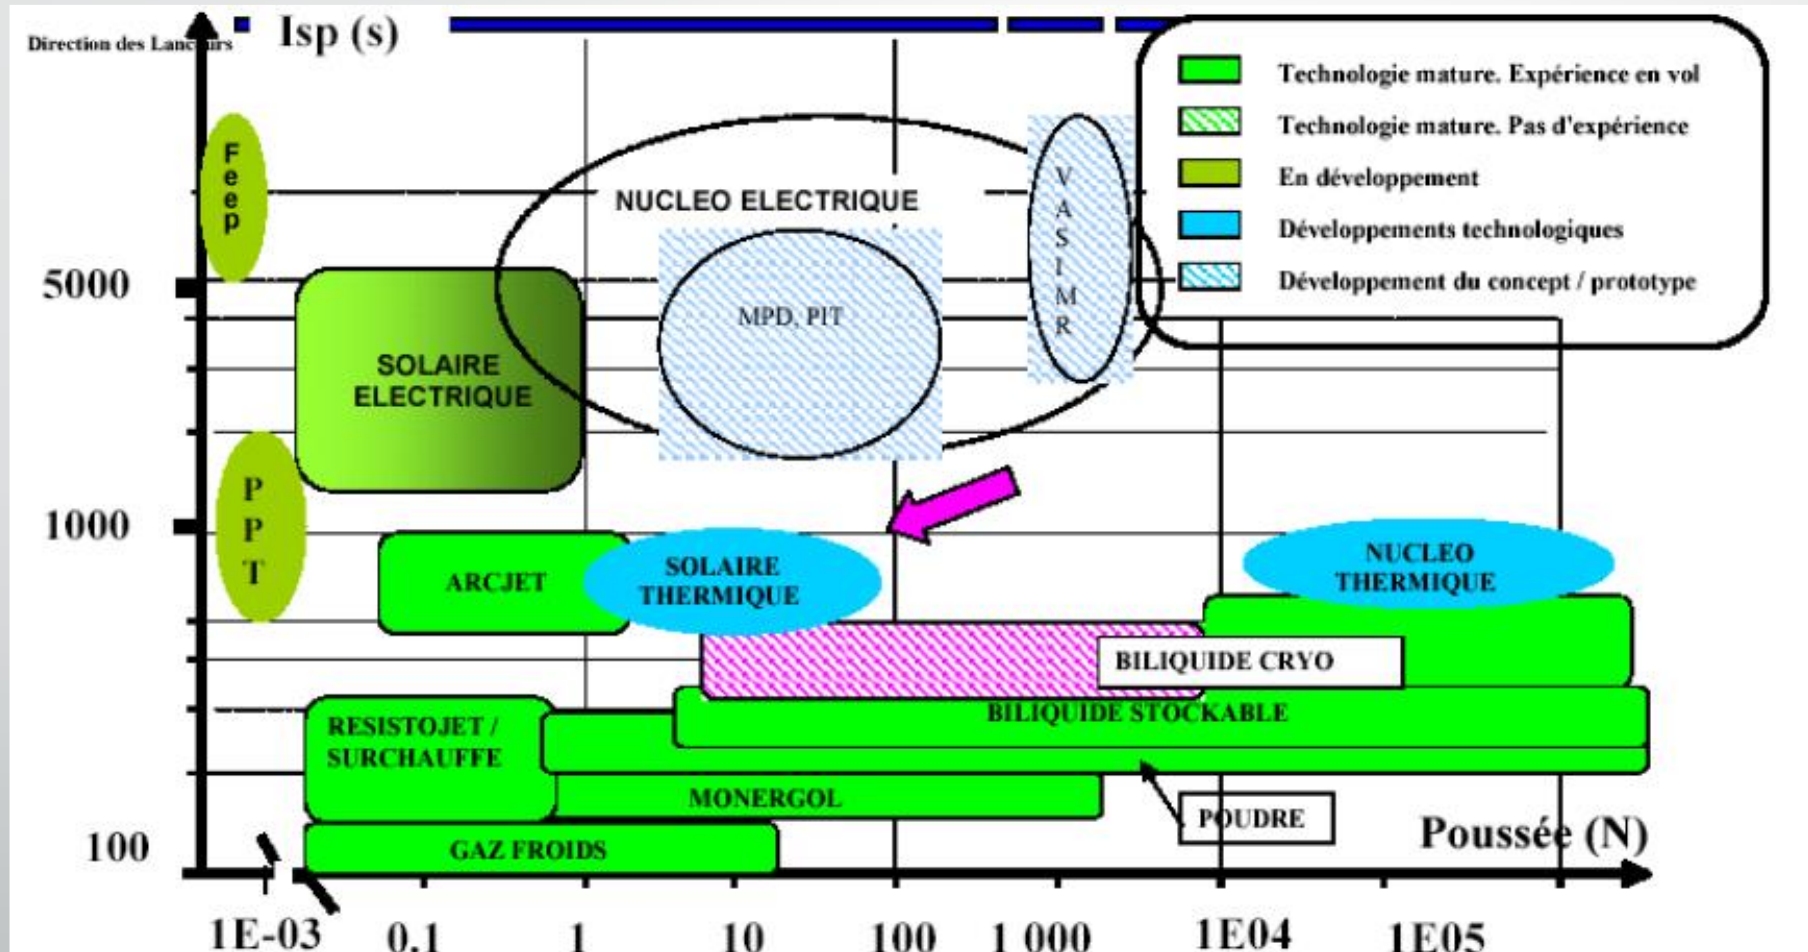 Direction des Lanceurs
Isp (s)
Technologie mature. Expérience en vol
Technologie mature. Pas d'expérience
En développement
Développements technologiques
Développement du concept / prototype
Feep
NUCLEO ELECTRIQUE
VASIMR
5000
MPD, PIT
SOLAIRE
ELECTRIQUE
PPT
1000
ARCJET
SOLAIRE
THERMIQUE
NUCLEO
THERMIQUE
BILIQUIDE CRYO
BILIQUIDE STOCKABLE
RESISTOJET /
SURCHAUFFE
MONERGOL
POUDRE
Poussée (N)
100
GAZ FROIDS
1E-03
0.1
1
10
100
1 000
1E04
1E05